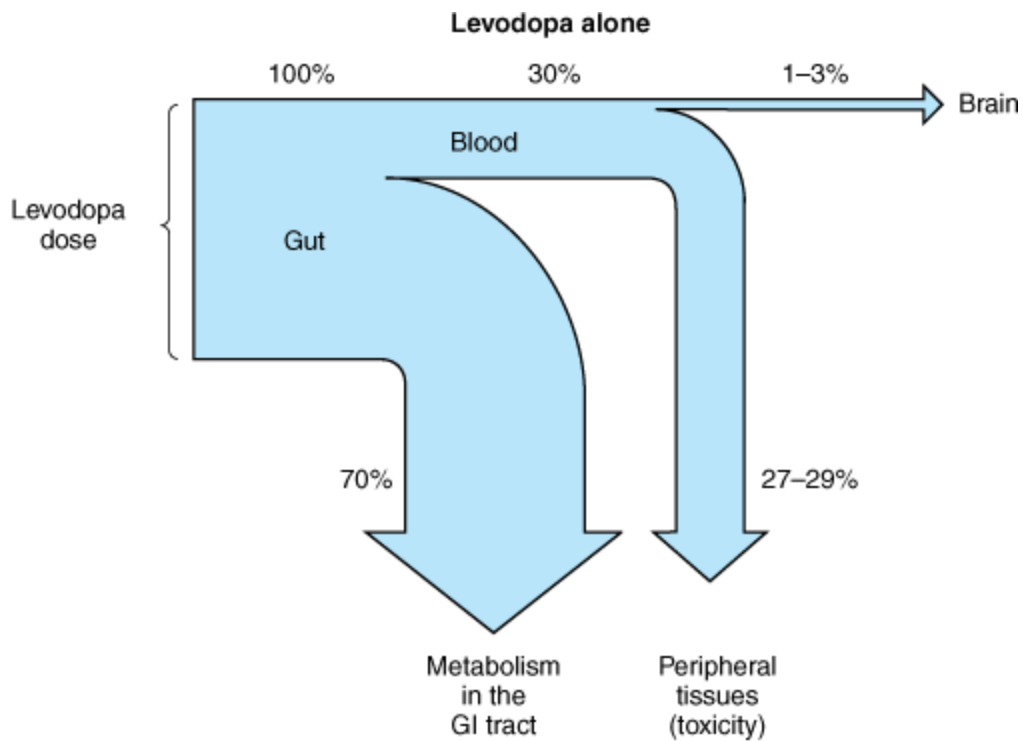 Levodopa alone
100%
30%
1–3%
Brain
Blood
Levodopa
dose
Gut
70%
27–29%
Metabolism
in the
GI tract
Peripheral
tissues
(toxicity)